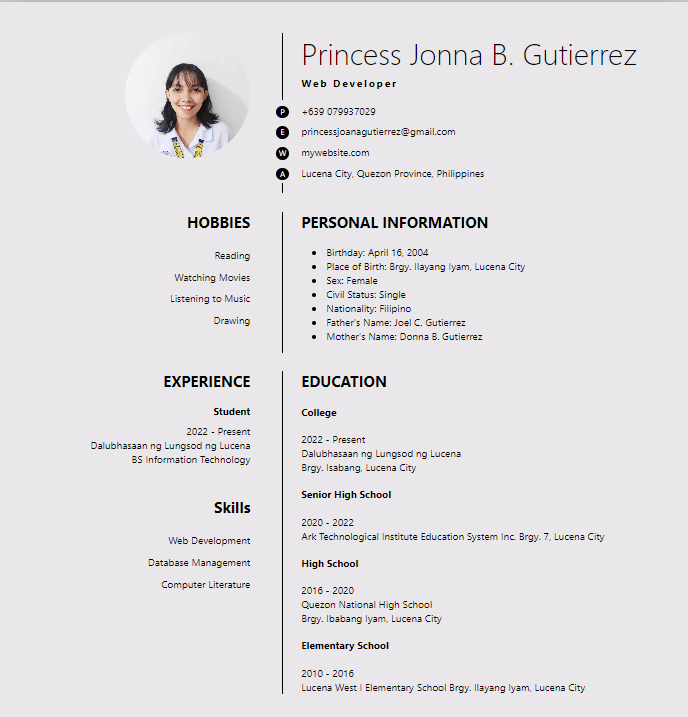 Princess Jonna B. Gutierrez
Web Developer
P +639 079937029
E princessjoanagutierrez@gmail.com
W mywebsite.com
A Lucena City, Quezon Province, Philippines
HOBBIES
Reading
Watching Movies
Listening to Music
Drawing
PERSONAL INFORMATION
Birthday: April 16, 2004
Place of Birth: Brgy. Ilayang Iyam, Lucena City
Sex: Female
Civil Status: Single
Nationality: Filipino
Father's Name: Joel C. Gutierrez
Mother's Name: Donna B. Gutierrez
EXPERIENCE
Student
2022 - Present
Dalubhasaan ng Lungsod ng Lucena
BS Information Technology
Skills
Web Development
Database Management
Computer Literature
EDUCATION
College
2022 - Present
Dalubhasaan ng Lungsod ng Lucena
Brgy. Isabang, Lucena City
Senior High School
2020 - 2022
Ark Technological Institute Education System Inc. Brgy. 7, Lucena City
High School
2016 - 2020
Quezon National High School
Brgy. Ibabang Iyam, Lucena City
Elementary School
2010 - 2016
Lucena West I Elementary School Brgy. Ilayang Iyam, Lucena City